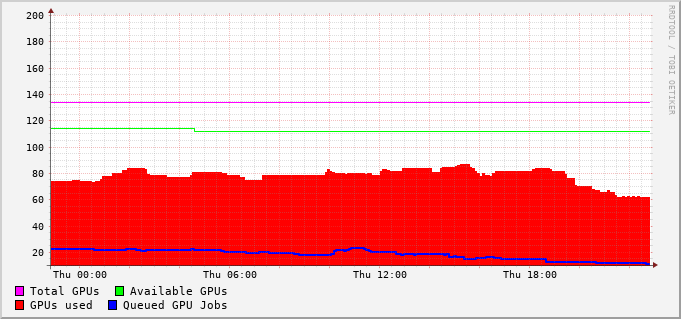 200
180
160
140
120
100
80
60
40
20
Thu 00:00 Thu 06:00 Thu 12:00 Thu 18:00
Total GPUs Available GPUs
GPUs used Queued GPU Jobs
RRDTOOL / TOBI OETIKER